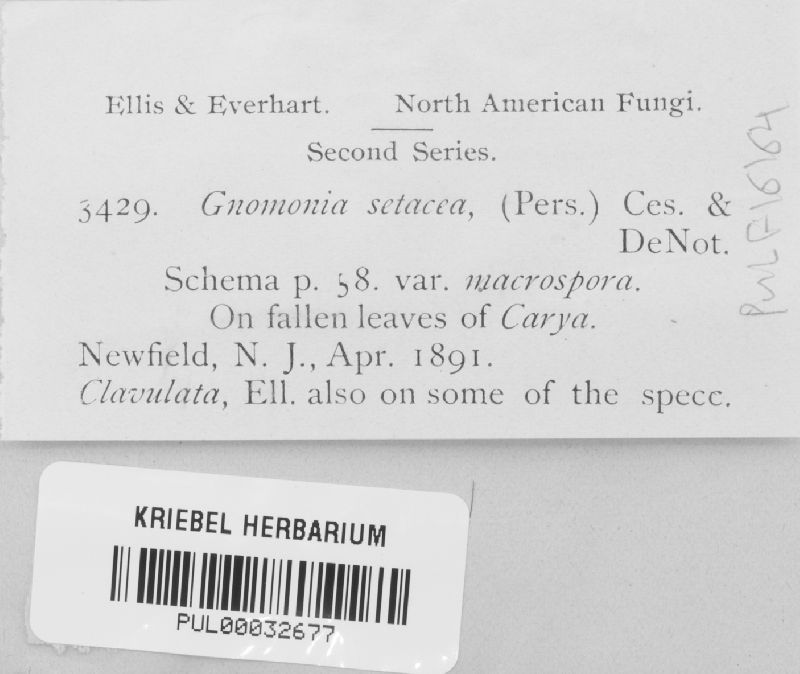 Ellis & Everhart. North American Fungi.
Second Series.
3429. Gnomonia setacea, (Pers.) Ces. &
DeNot.
Schema p. 58. var. macrospora.
On fallen leaves of Carya.
Newfield, N. J., Apr. 1891.
Clavulata, Ell. also on some of the specc.
PUL F16164
KRIEBEL HERBARIUM
PUL00032677